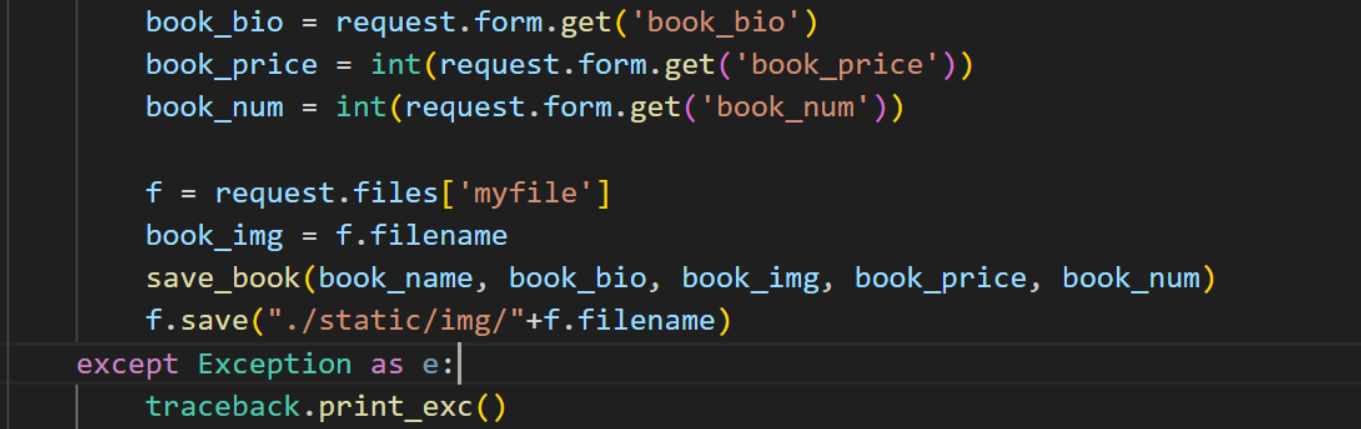 book_bio = request.form.get('book_bio')
book_price = int(request.form.get('book_price'))
book_num = int(request.form.get('book_num'))
f = request.files['myfile']
book_img = f.filename
save_book(book_name, book_bio, book_img, book_price, book_num)
f.save("./static/img/"+f.filename)
except Exception as e:
traceback.print_exc()